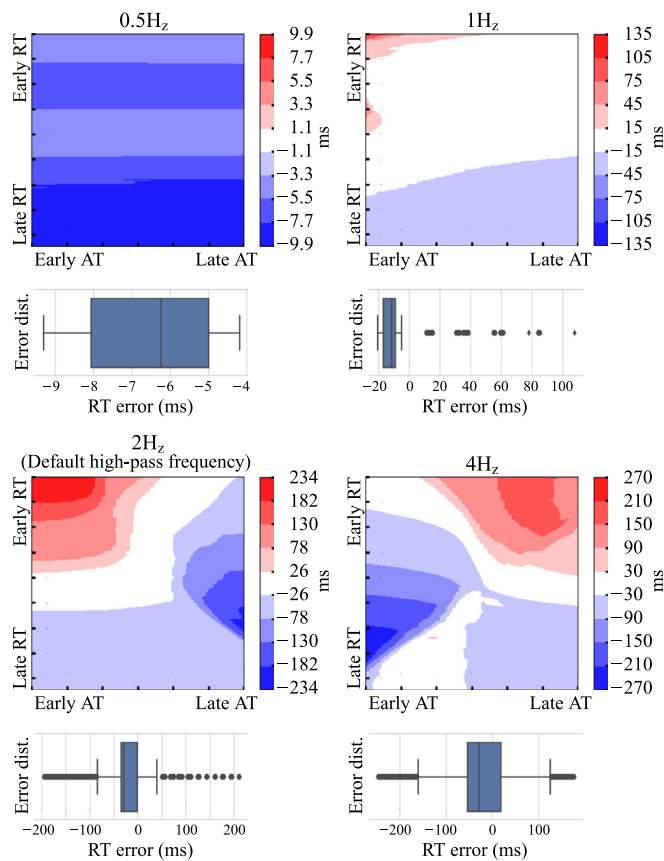 0.5Hz
1Hz
Early RT
Late RT
9.9
7.7
5.5
3.3
1.1
−1.1
−3.3
−5.5
−7.7
−9.9
ms
Early RT
Late RT
135
105
75
45
15
−15
−45
−75
−105
−135
ms
Early AT
Late AT
Early AT
Late AT
Error dist.
−9
−8
−7
−6
−5
−4
RT error (ms)
Error dist.
−20
0
20
40
60
80
100
RT error (ms)
2Hz
(Default high-pass frequency)
4Hz
Early RT
Late RT
234
182
130
78
26
−26
−78
−130
−182
−234
ms
Early RT
Late RT
270
210
150
90
30
−30
−90
−150
−210
−270
ms
Early AT
Late AT
Early AT
Late AT
Error dist.
−200
−100
0
100
200
RT error (ms)
Error dist.
−200
−100
0
100
RT error (ms)